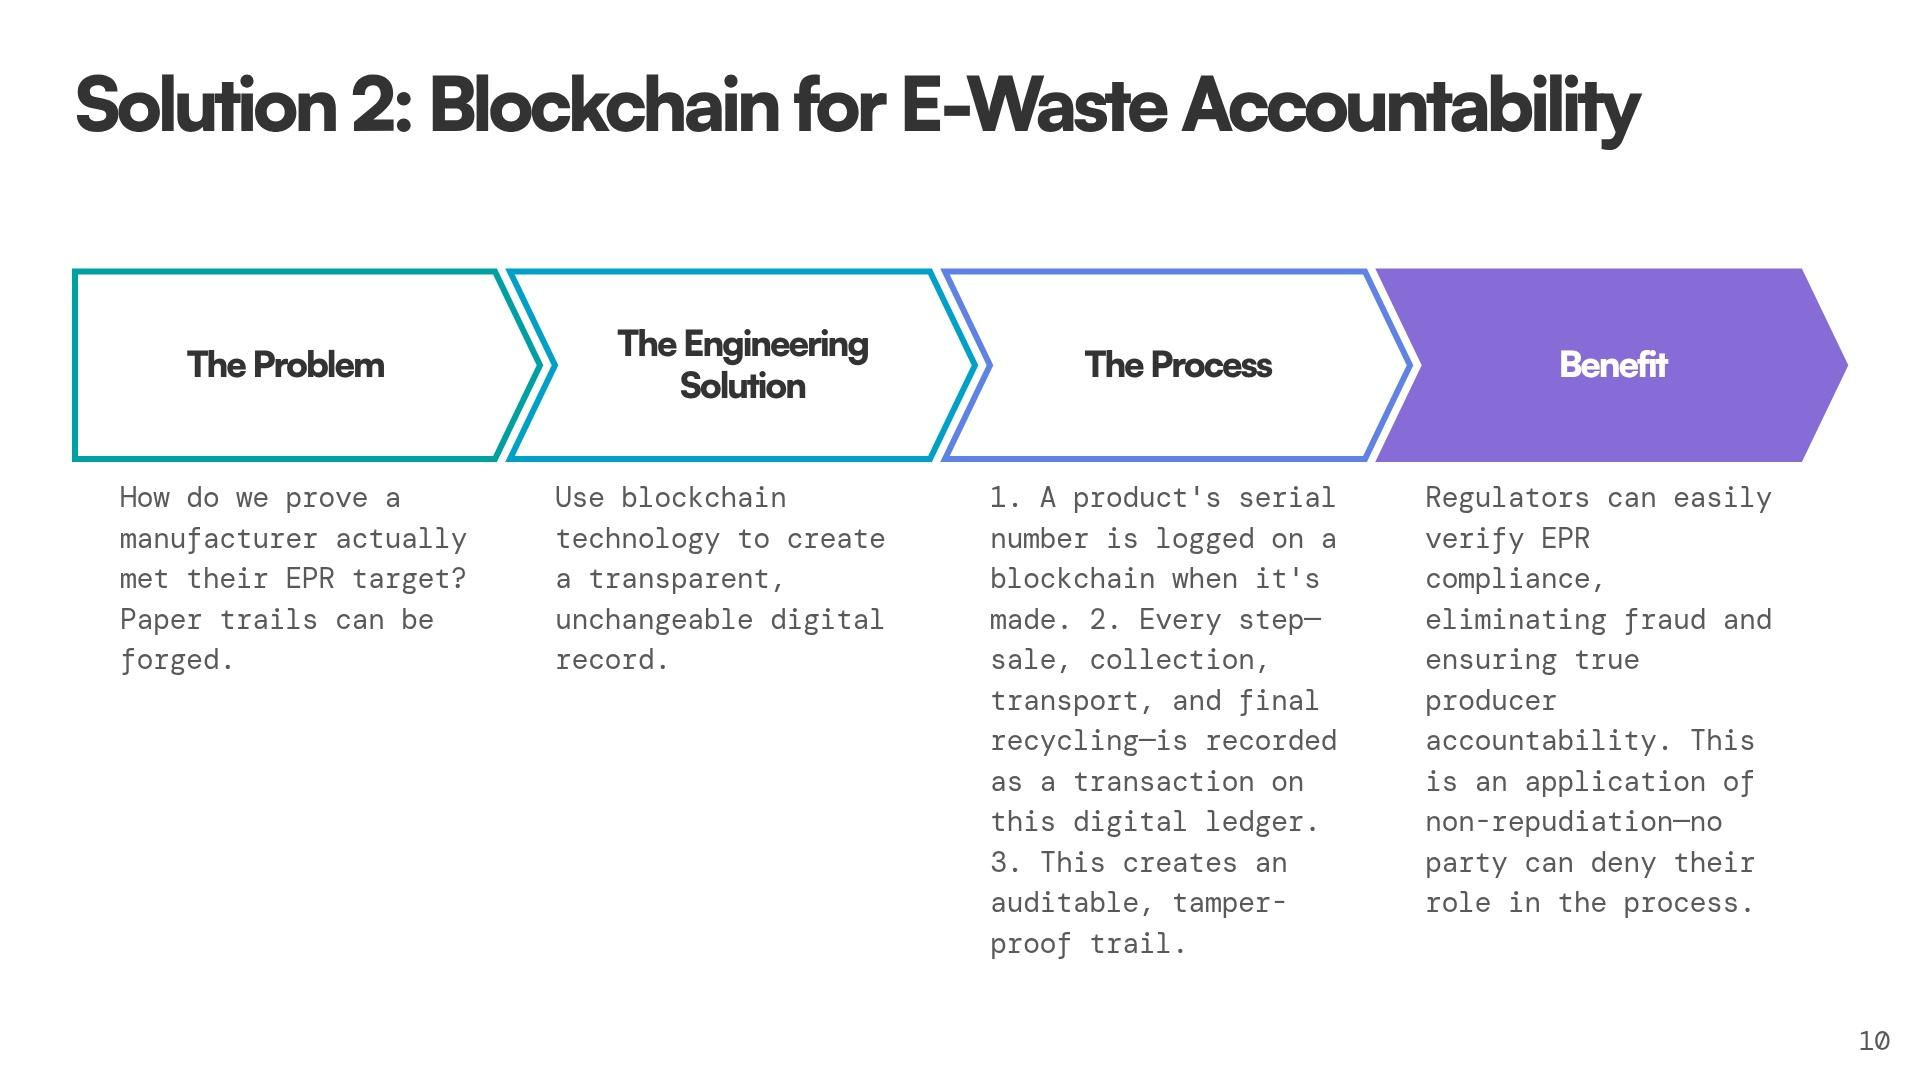 Solution 2: Blockchain for E-Waste Accountability
The Problem
How do we prove a
manufacturer actually
met their EPR target?
Paper trails can be
forged.
The Engineering
Solution
Use blockchain
technology to create
a transparent,
unchangeable digital
record.
The Process
1. A product's serial
number is logged on a
blockchain when it's
made. 2. Every step—
sale, collection,
transport, and final
recycling—is recorded
as a transaction on
this digital ledger.
3. This creates an
auditable, tamper-
proof trail.
Benefit
Regulators can easily
verify EPR
compliance,
eliminating fraud and
ensuring true
producer
accountability. This
is an application of
non-repudiation—no
party can deny their
role in the process.
10